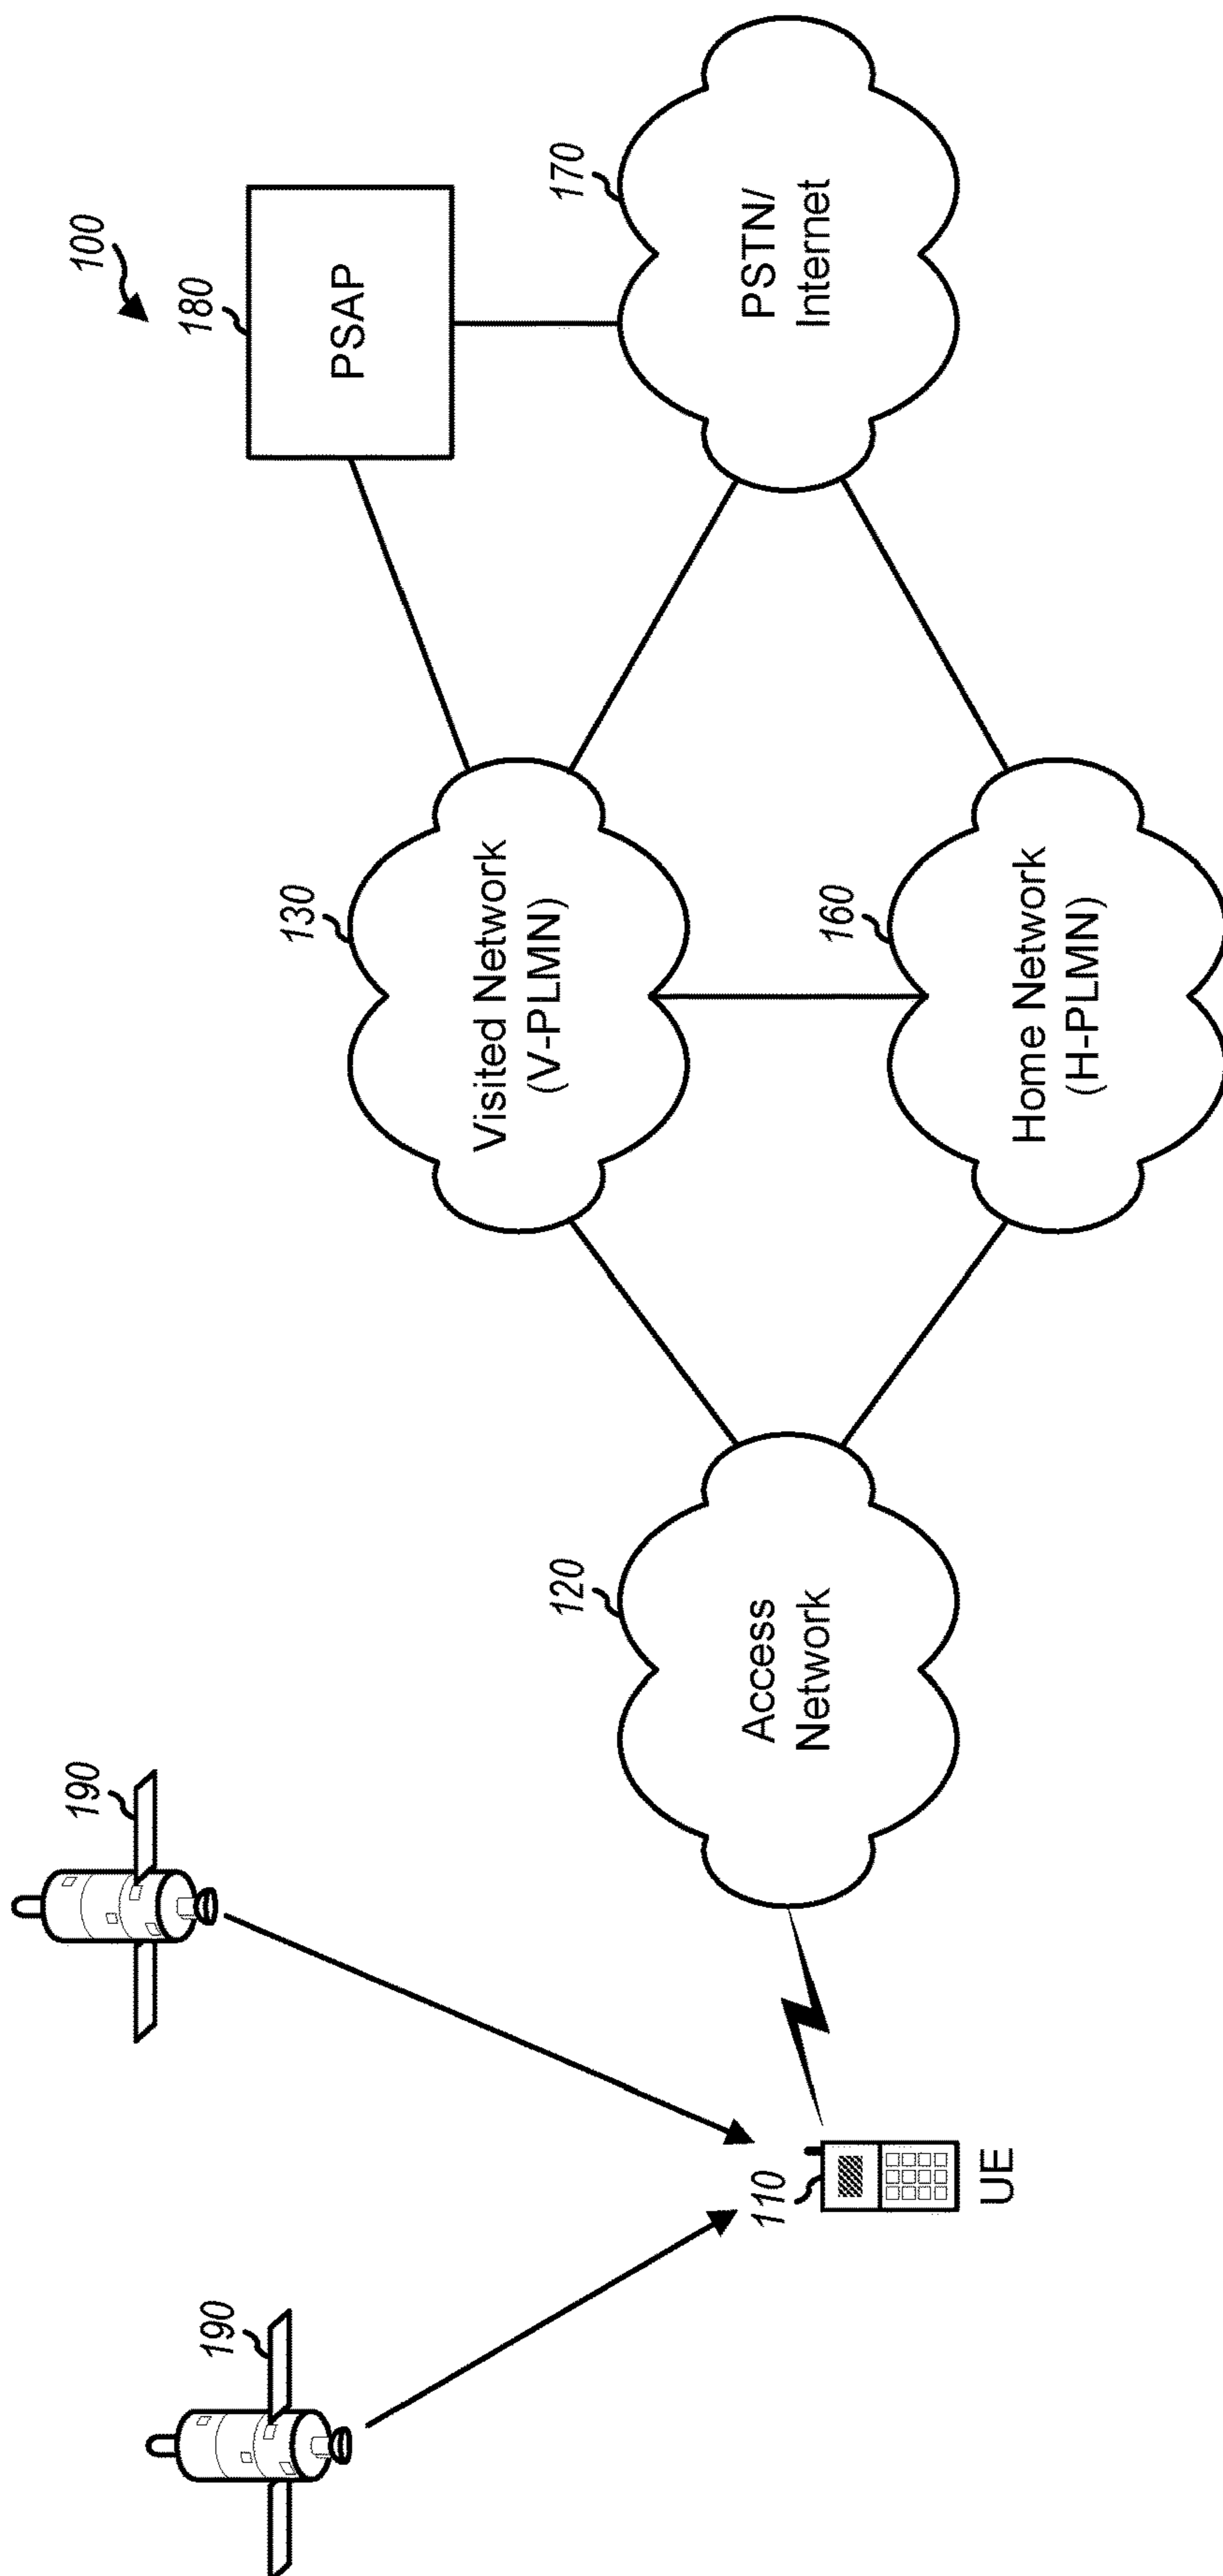 100
190
180
PSAP
190
130
Visited Network
(V-PLMN)
120
Access
Network
170
PSTN/
Internet
110
UE
160
Home Network
(H-PLMN)